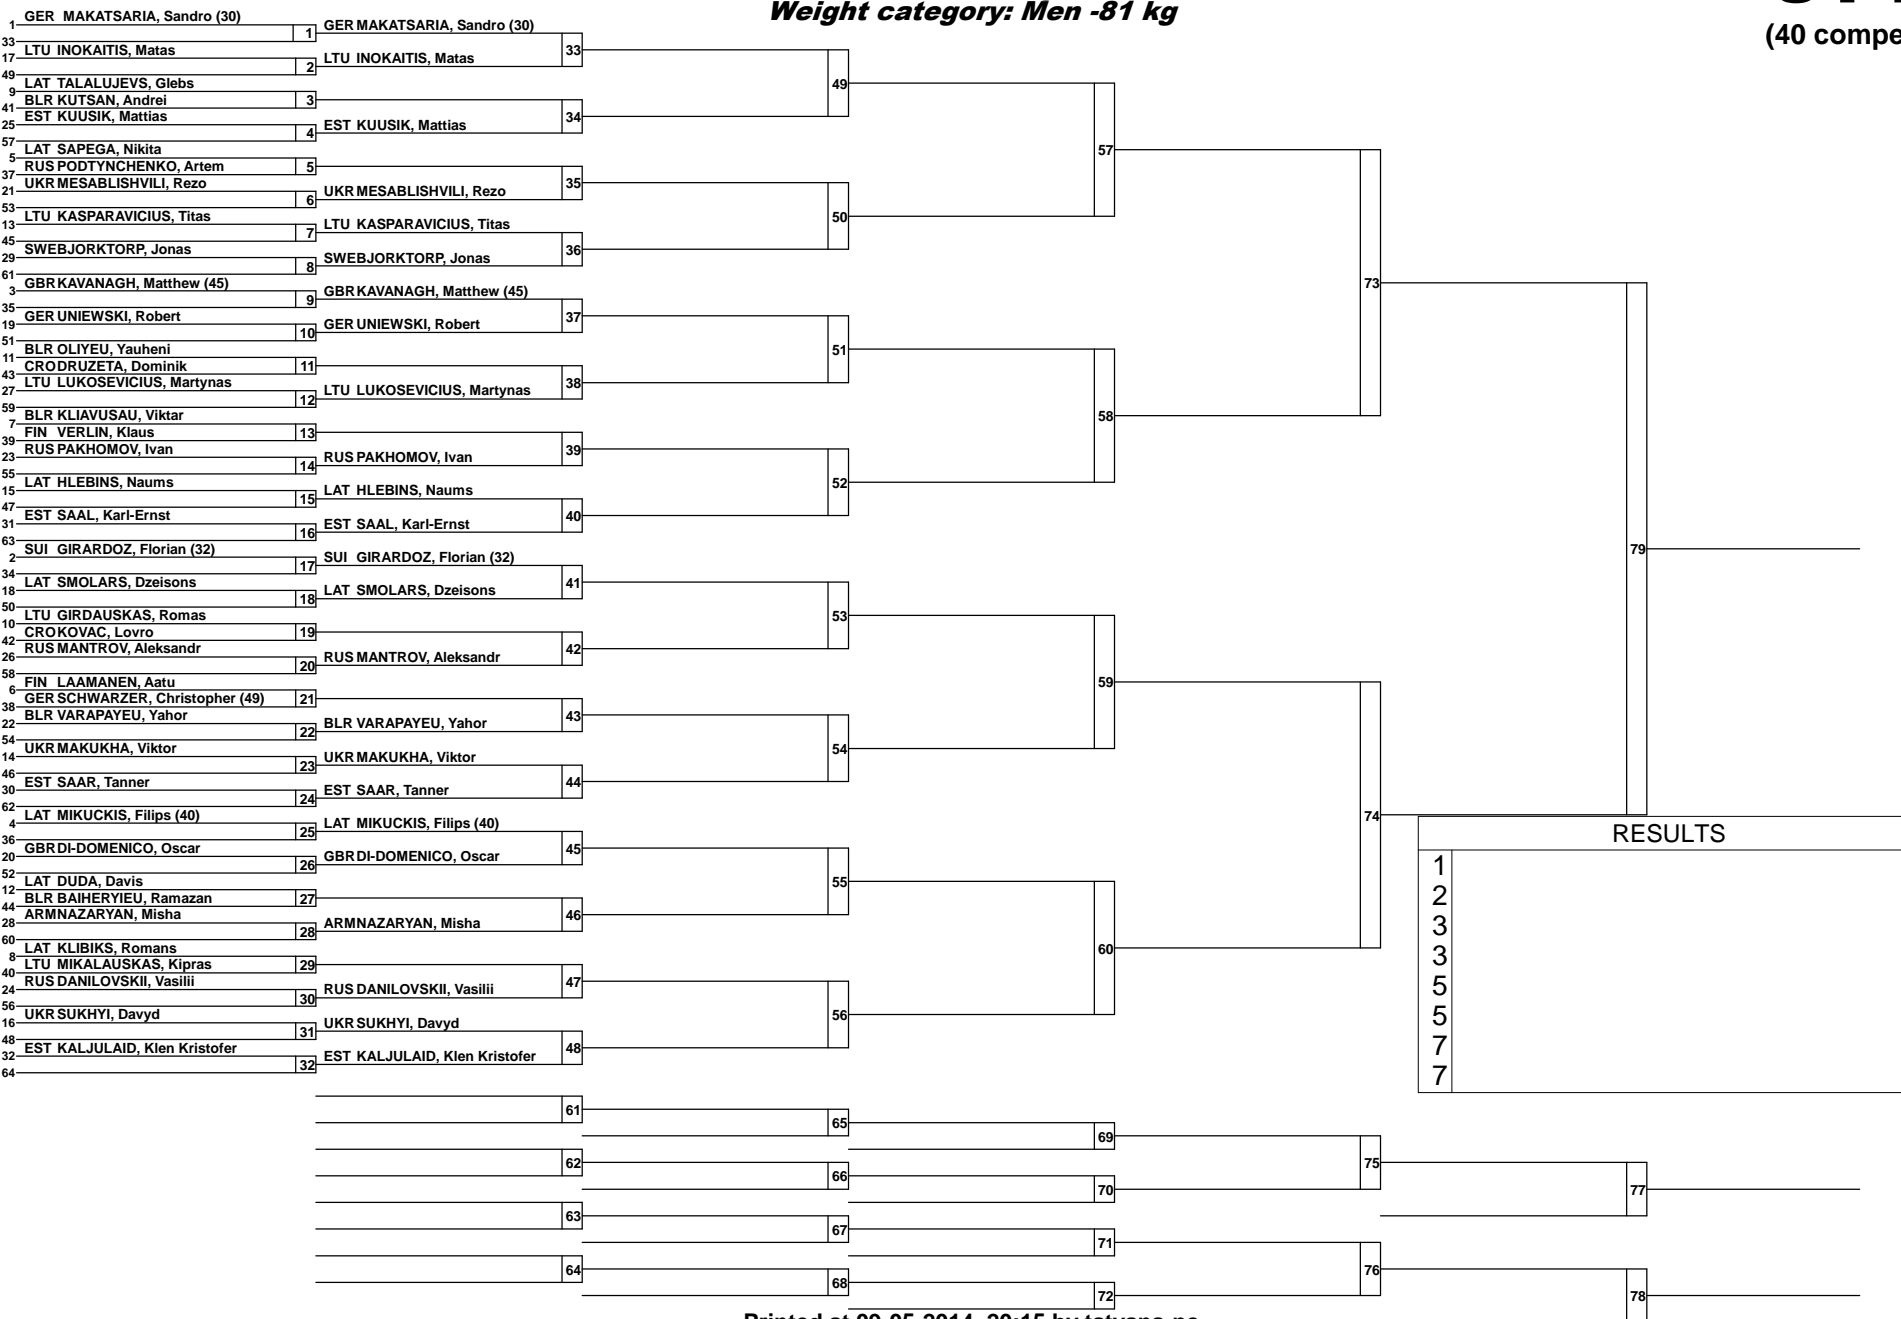 Weight category: Men -81 kg
(40 compe
1 GER MAKATSARIA, Sandro (30)
33
1 GER MAKATSARIA, Sandro (30)
17 LTU INOKAITIS, Matas
49
2 LTU INOKAITIS, Matas
33
9 LAT TALALUJEVS, Glebs
41 BLR KUTSAN, Andrei
3
25 EST KUUSIK, Mattias
57
4 EST KUUSIK, Mattias
34
49
5 LAT SAPEGA, Nikita
37 RUS PODTYNCHENKO, Artem
5
21 UKR MESABLISHVILI, Rezo
53
6 UKR MESABLISHVILI, Rezo
35
13 LTU KASPARAVICIUS, Titas
45
7 LTU KASPARAVICIUS, Titas
29 SWE BJORKTORP, Jonas
61
8 SWE BJORKTORP, Jonas
36
50
57
3 GBR KAVANAGH, Matthew (45)
35
9 GBR KAVANAGH, Matthew (45)
19 GER UNIEWSKI, Robert
51
10 GER UNIEWSKI, Robert
37
11 BLR OLIYEU, Yauheni
43 CRO DRUZETA, Dominik
11
27 LTU LUKOSEVICIUS, Martynas
59
12 LTU LUKOSEVICIUS, Martynas
38
51
7 BLR KLIAVUSAU, Viktar
39 FIN VERLIN, Klaus
13
23 RUS PAKHOMOV, Ivan
55
14 RUS PAKHOMOV, Ivan
39
15 LAT HLEBINS, Naums
47
15 LAT HLEBINS, Naums
31 EST SAAL, Karl-Ernst
63
16 EST SAAL, Karl-Ernst
40
52
58
73
2 SUI GIRARDOZ, Florian (32)
34
17 SUI GIRARDOZ, Florian (32)
18 LAT SMOLARS, Dzeisons
50
18 LAT SMOLARS, Dzeisons
41
10 LTU GIRDAUSKAS, Romas
42 CRO KOVAC, Lovro
19
26 RUS MANTROV, Aleksandr
58
20 RUS MANTROV, Aleksandr
42
53
6 FIN LAAMANEN, Aatu
38 GER SCHWARZER, Christopher (49)
21
22 BLR VARAPAYEU, Yahor
54
22 BLR VARAPAYEU, Yahor
43
14 UKR MAKUKHA, Viktor
46
23 UKR MAKUKHA, Viktor
30 EST SAAR, Tanner
62
24 EST SAAR, Tanner
44
54
59
4 LAT MIKUCKIS, Filips (40)
36
25 LAT MIKUCKIS, Filips (40)
20 GBR DI-DOMENICO, Oscar
52
26 GBR DI-DOMENICO, Oscar
45
12 LAT DUDA, Davis
44 BLR BAIHERYIEU, Ramazan
27
28 ARM NAZARYAN, Misha
60
28 ARM NAZARYAN, Misha
46
55
8 LAT KLIBIKS, Romans
40 LTU MIKALAUSKAS, Kipras
29
24 RUS DANILOVSKII, Vasilii
56
30 RUS DANILOVSKII, Vasilii
47
16 UKR SUKHYI, Davyd
48
31 UKR SUKHYI, Davyd
32 EST KALJULAID, Klen Kristofer
64
32 EST KALJULAID, Klen Kristofer
48
56
60
74
79
RESULTS
1
2
3
3
5
5
7
7
61
65
69
62
66
70
75
77
63
67
71
64
68
72
76
78
Printed at 09-05-2014, 20:15 by tatyana-pc